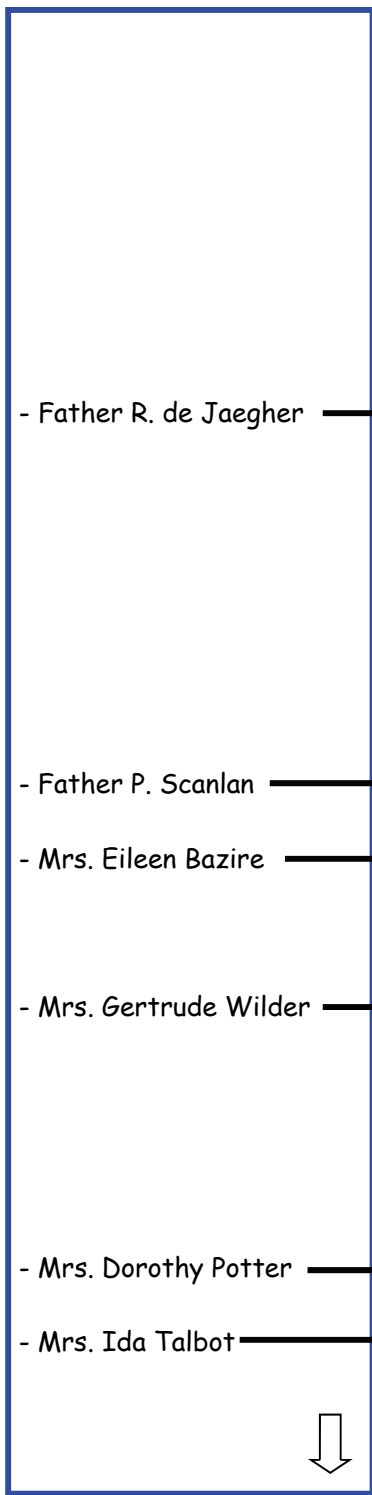 - Father R. de Jaegher
- Father P. Scanlan
- Mrs. Eileen Bazire
- Mrs. Gertrude Wilder
- Mrs. Dorothy Potter
- Mrs. Ida Talbot